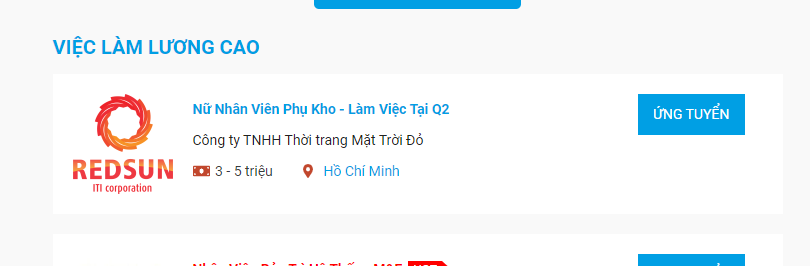 VIỆC LÀM LƯƠNG CAO
Nữ Nhân Viên Phụ Kho - Làm Việc Tại Q2
ỨNG TUYỂN
Công ty TNHH Thời trang Mặt Trời Đỏ
REDSUN
ITI corporation
3 - 5 triệu
Hồ Chí Minh